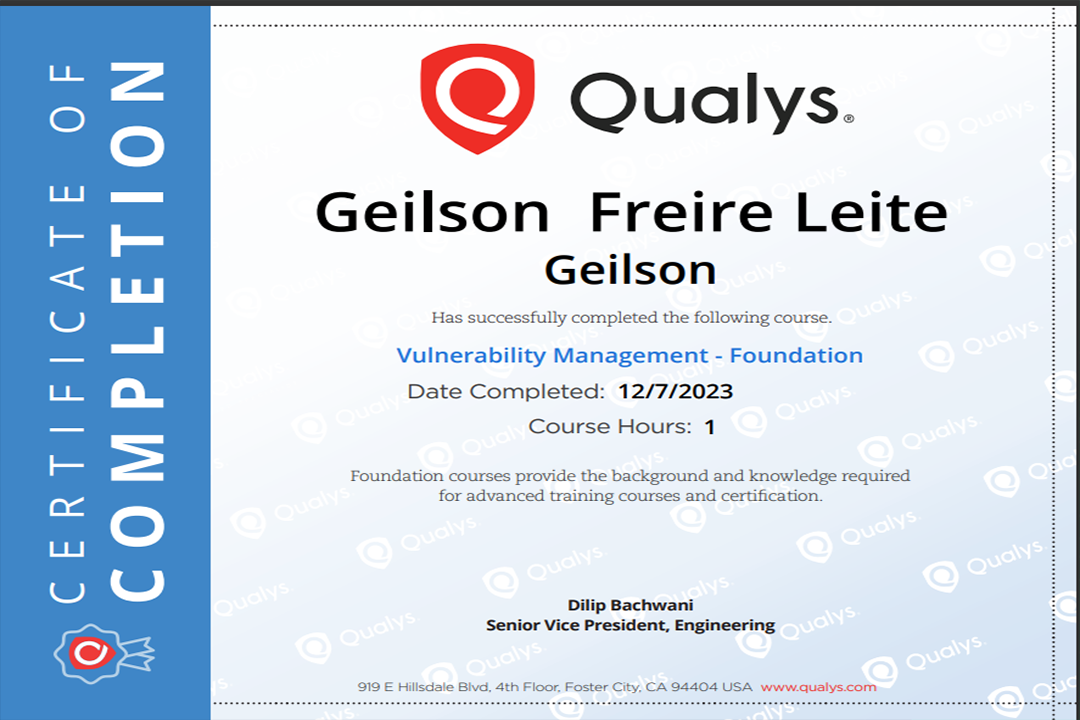 CERTIFICATE OF
COMPLETION
Qualys®
Geilson Freire Leite
Geilson
Has successfully completed the following course.
Vulnerability Management - Foundation
Date Completed: 12/7/2023
Course Hours: 1
Foundation courses provide the background and knowledge required
for advanced training courses and certification.
Dilip Bachwani
Senior Vice President, Engineering
919 E Hillsdale Blvd, 4th Floor, Foster City, CA 94404 USA www.qualys.com